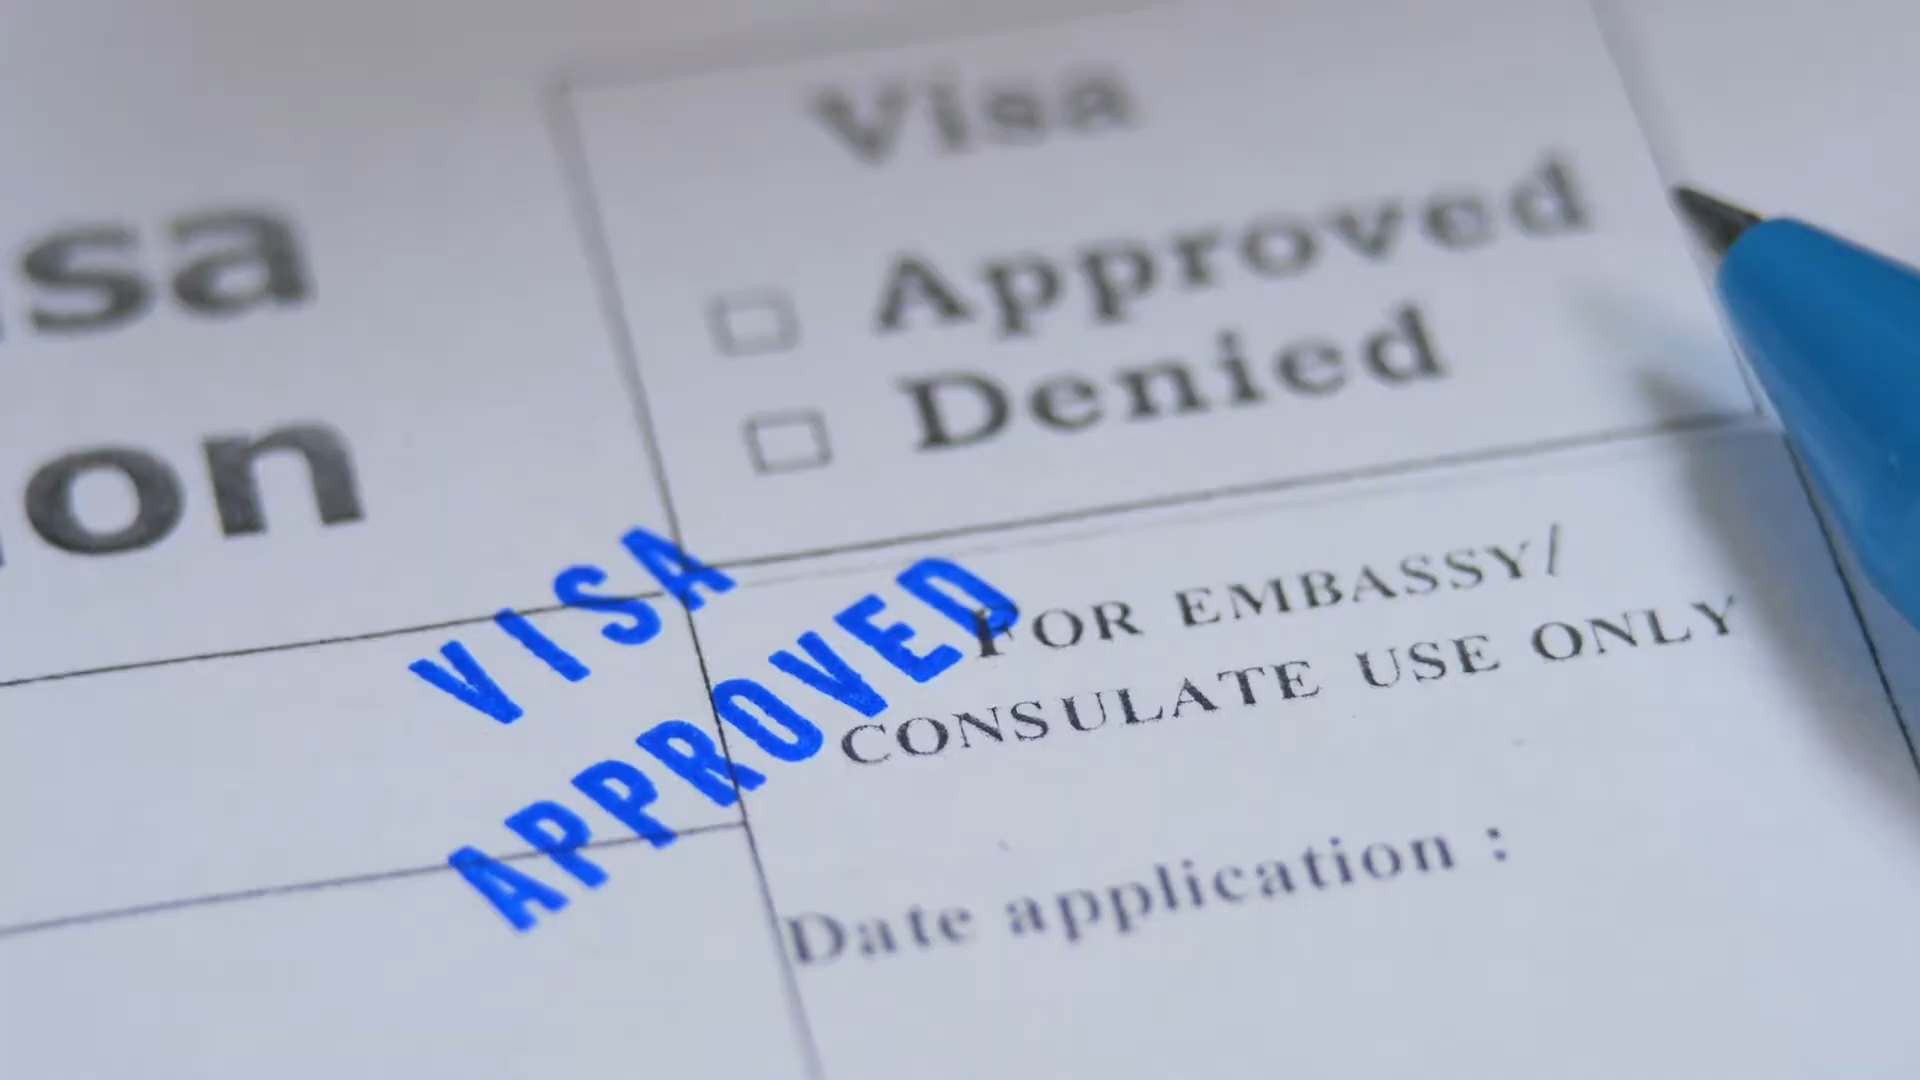 sa
on
Visa
Approved
Denied
VISA
APPROVED
FOR EMBASSY/
CONSULATE USE ONLY
Date application :